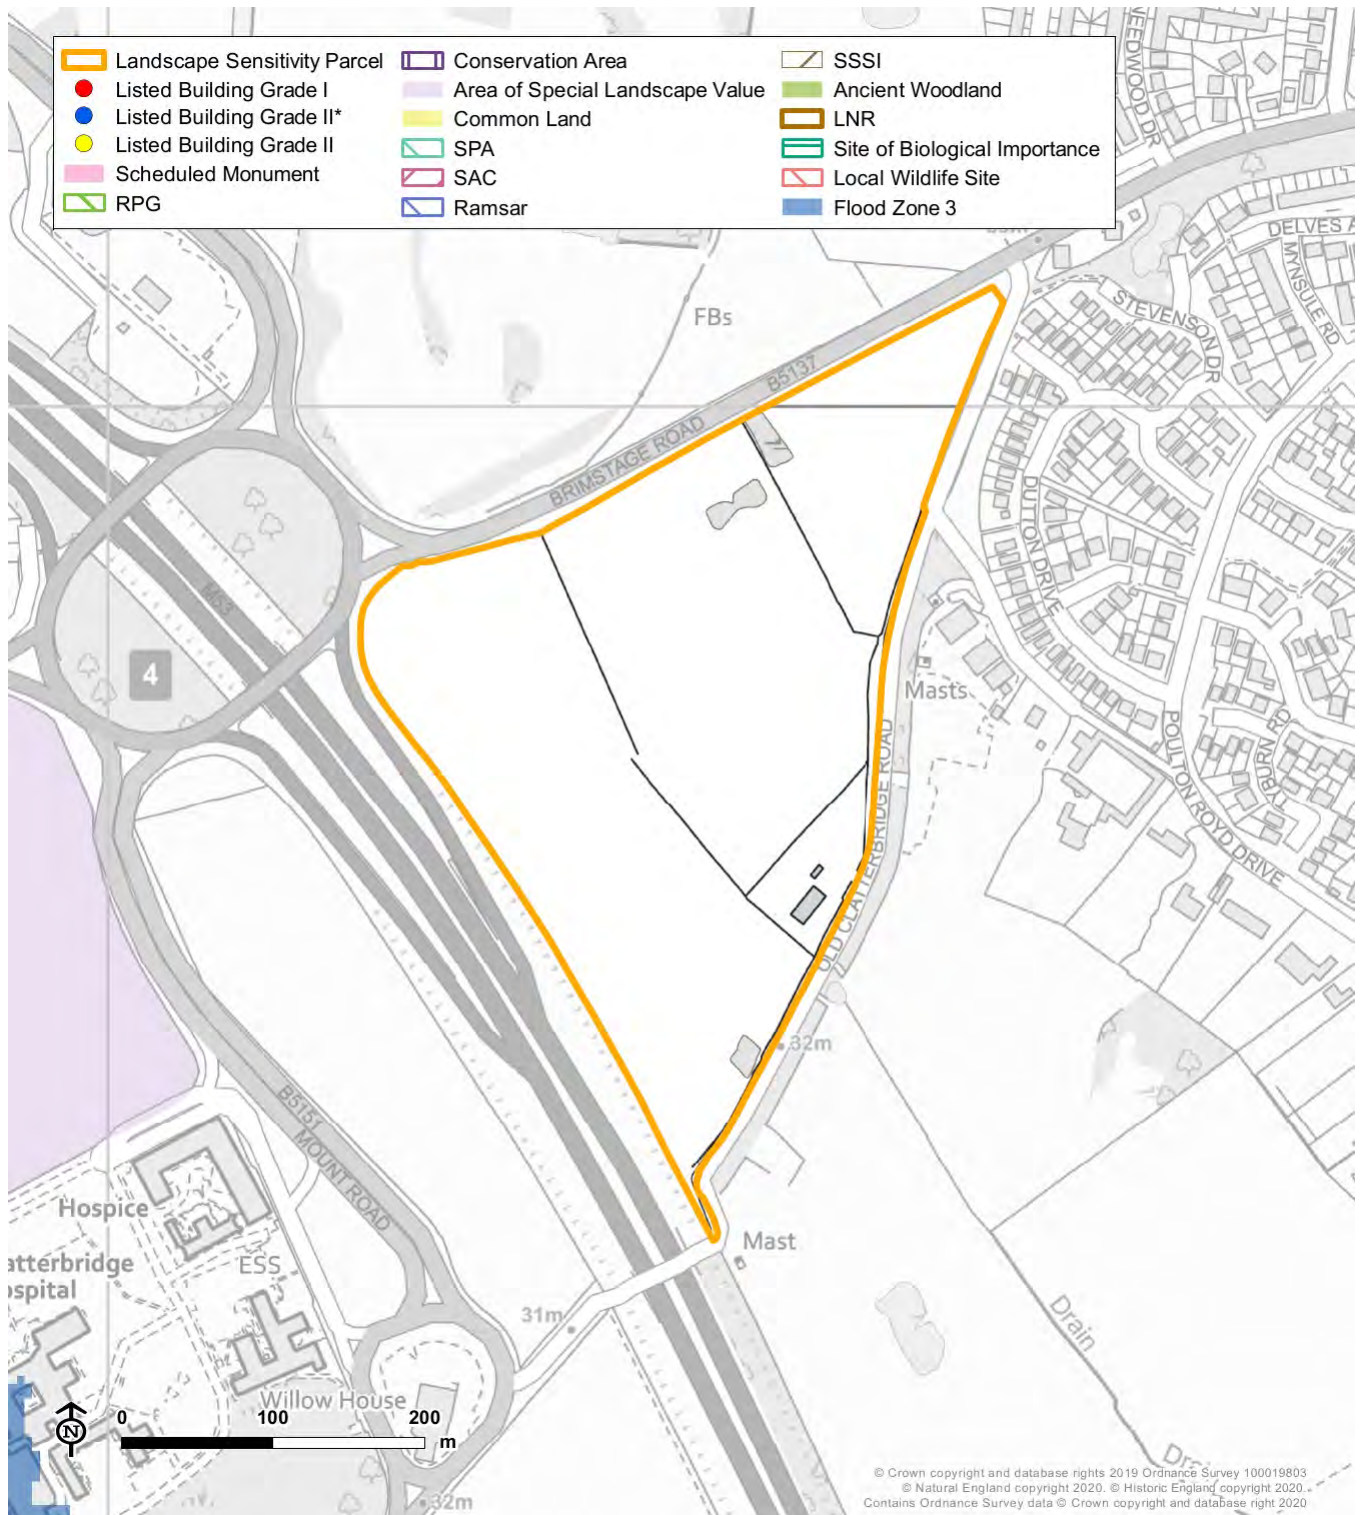 Landscape Sensitivity Parcel
Listed Building Grade I
Listed Building Grade II*
Listed Building Grade II
Scheduled Monument
RPG
Conservation Area
Area of Special Landscape Value
Common Land
SPA
SAC
Ramsar
SSSI
Ancient Woodland
LNR
Site of Biological Importance
Local Wildlife Site
Flood Zone 3
NEEDWOOD DR
DELVES A
MYNSULE RD
STEVENSON DR
FBs
B5137
BRIMSTAGE ROAD
DUTTON DRIVE
M53
4
Masts
OLD CLATTERBRIDGE ROAD
POULTON ROYD DRIVE
TYBURN RD
32m
B5151
MOUNT ROAD
Hospice
atterbridge
ospital
ESS
Mast
31m
Drain
Willow House
32m
N
0 100 200
m
© Crown copyright and database rights 2019 Ordnance Survey 100019803
© Natural England copyright 2020. © Historic England copyright 2020.
Contains Ordnance Survey data © Crown copyright and database right 2020